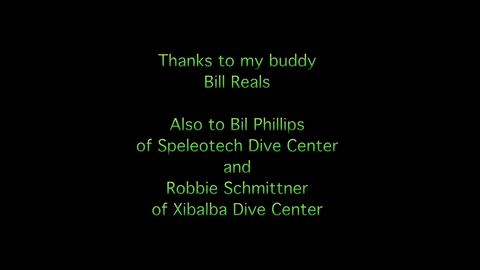 Thanks to my buddy
Bill Reals
Also to Bil Phillips
of Speleotech Dive Center
and
Robbie Schmittner
of Xibalba Dive Center